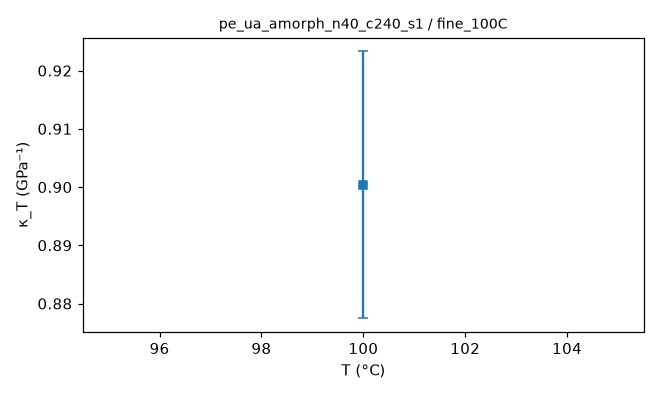 pe_ua_amorph_n40_c240_s1 / fine_100C
κ_T (GPa⁻¹)
0.92
0.91
0.90
0.89
0.88
96 98 100 102 104
T (°C)